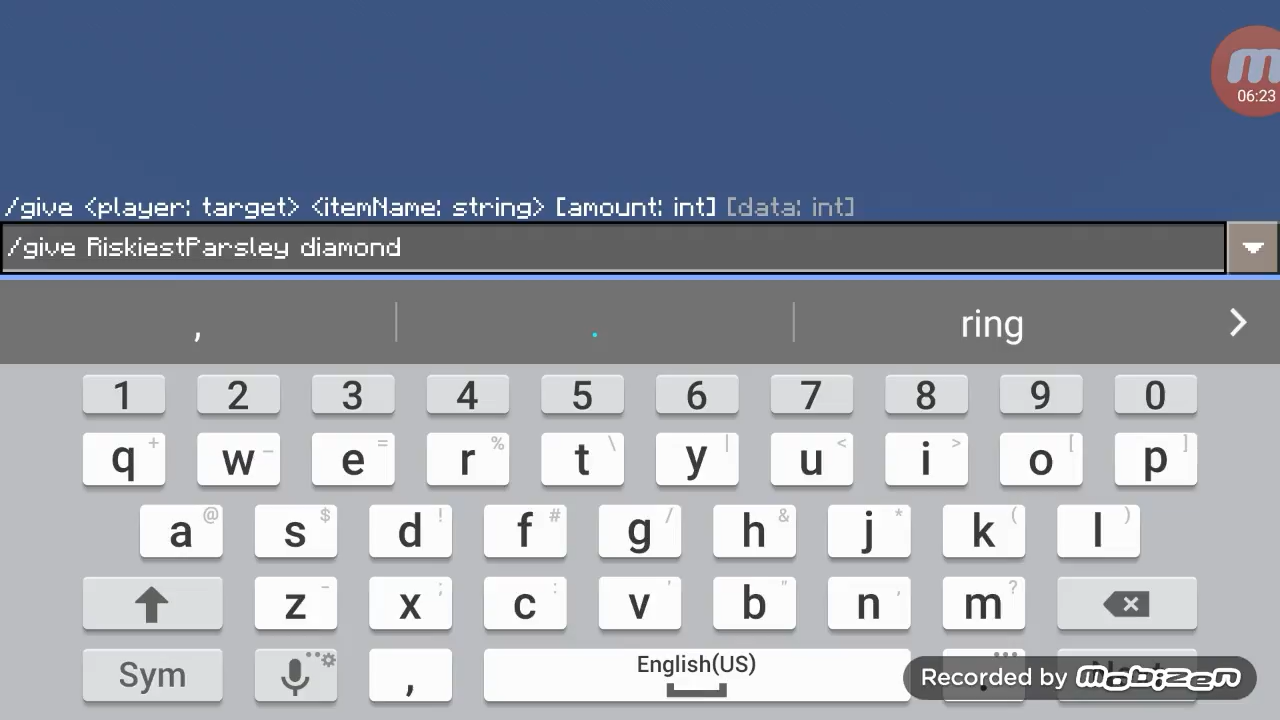 m
06:23
/give <player: target> <itemName: string> [amount: int] [data: int]
/give RiskiestParsley diamond
, . ring
1 2 3 4 5 6 7 8 9 0
q + w - e = r % t \ y | u < i > o [ p ]
a @ s $ d ! f # g / h & j * k ( l )
z - x ; c : v ' b " n , m ?
Sym , English(US) .
Recorded by mobizen